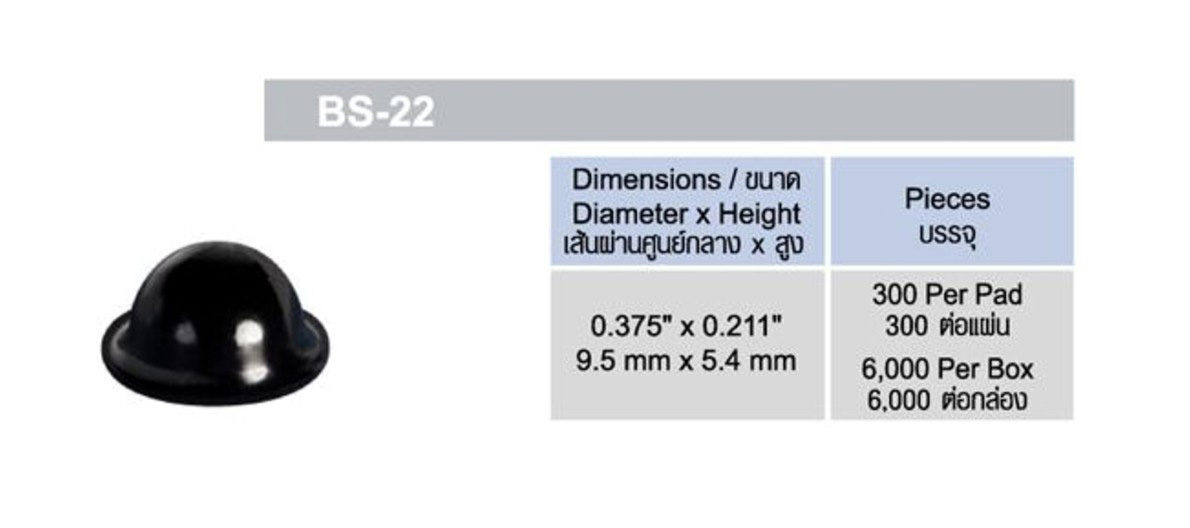 BS-22
Dimensions / ขนาด
Diameter x Height
เส้นผ่านศูนย์กลาง x สูง
Pieces
บรรจุ
0.375" x 0.211"
9.5 mm x 5.4 mm
300 Per Pad
300 ต่อแผ่น
6,000 Per Box
6,000 ต่อกล่อง